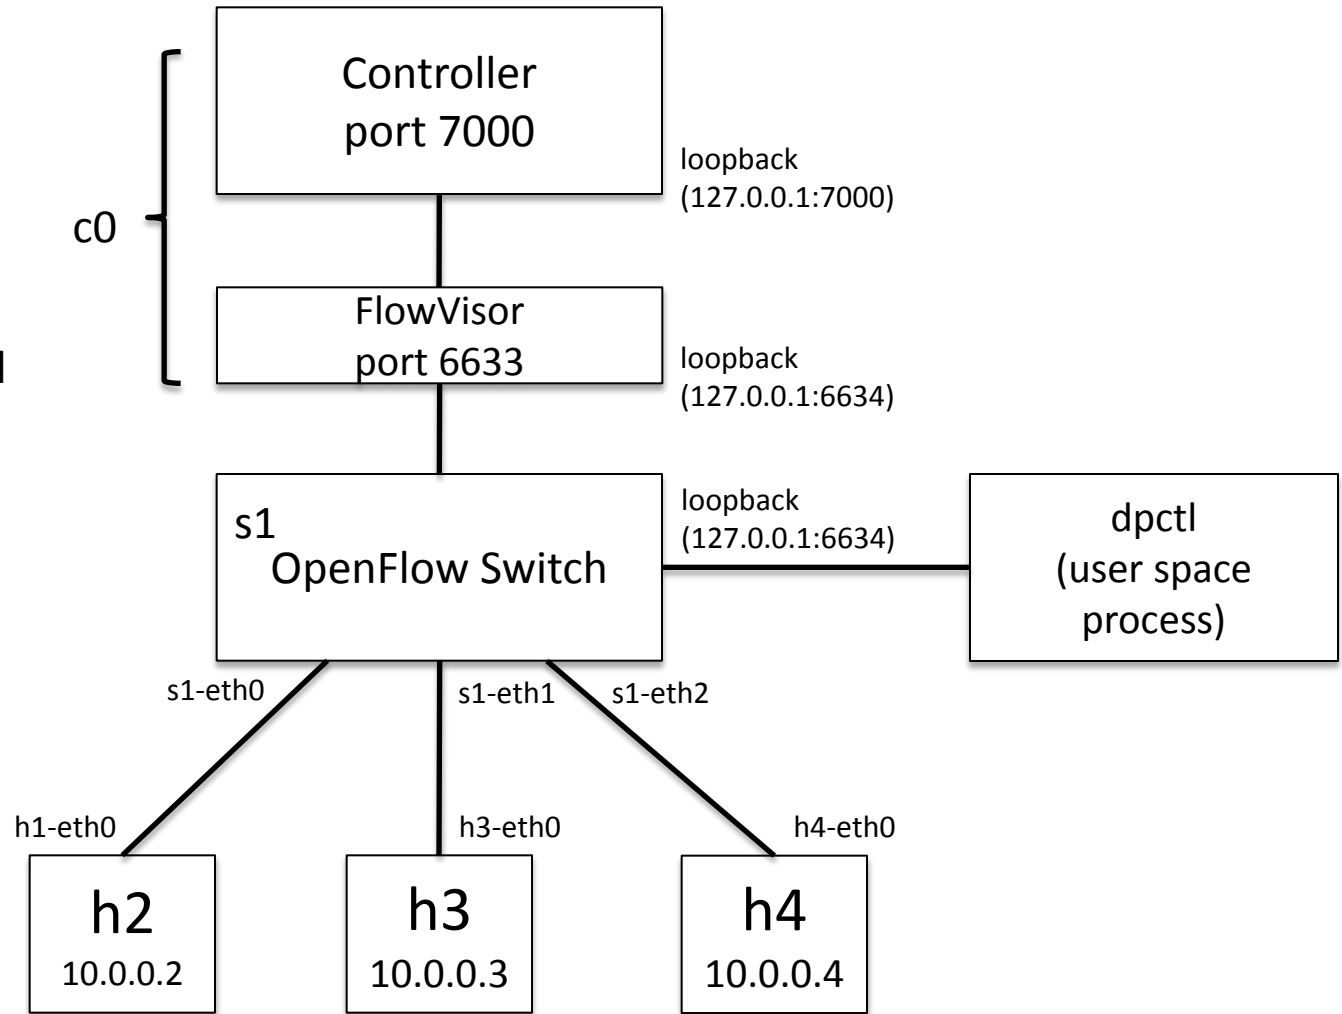 Controller
port 7000
loopback
(127.0.0.1:7000)
c0
FlowVisor
port 6633
loopback
(127.0.0.1:6634)
s1
OpenFlow Switch
loopback
(127.0.0.1:6634)
dpctl
(user space
process)
s1-eth0
s1-eth1
s1-eth2
h1-eth0
h3-eth0
h4-eth0
h2
10.0.0.2
h3
10.0.0.3
h4
10.0.0.4